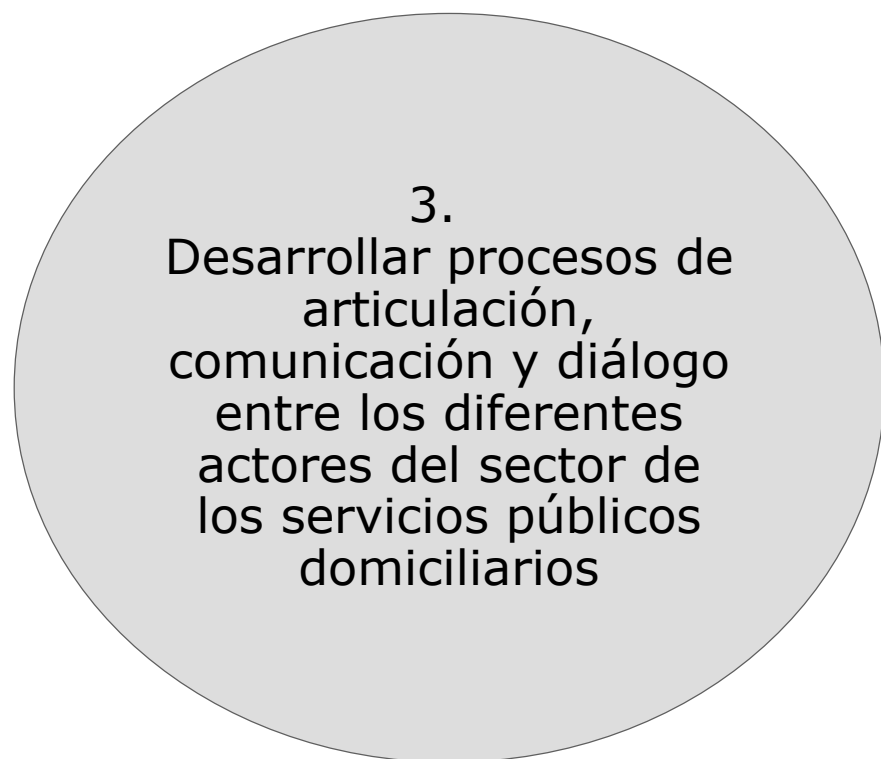 3.
Desarrollar procesos de
articulación,
comunicación y diálogo
entre los diferentes
actores del sector de
los servicios públicos
domiciliarios